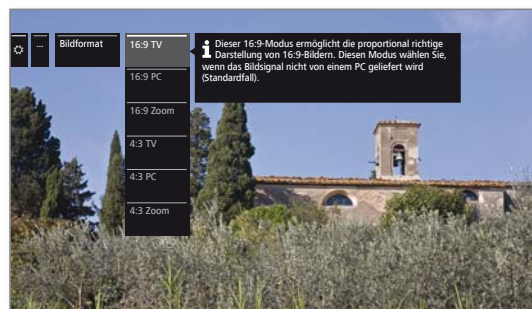 ... Bildformat 16:9 TV
Dieser 16:9-Modus ermöglicht die proportional richtige
Darstellung von 16:9-Bildern. Diesen Modus wählen Sie,
wenn das Bildsignal nicht von einem PC geliefert wird
(Standardfall).
16:9 PC
16:9 Zoom
4:3 TV
4:3 PC
4:3 Zoom